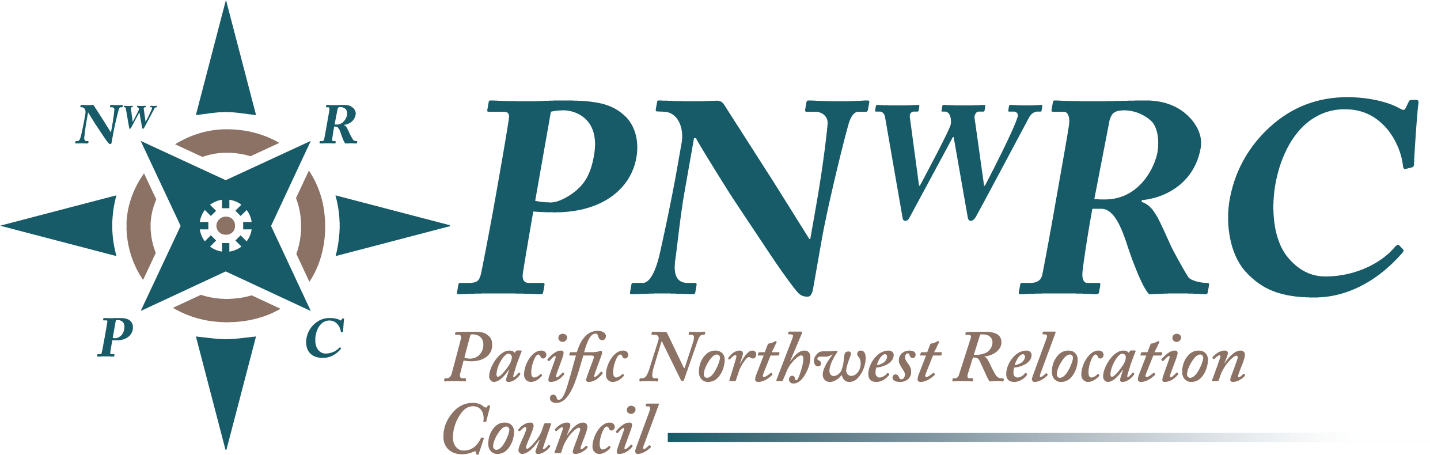 NW R
P C
PNWRC
Pacific Northwest Relocation
Council